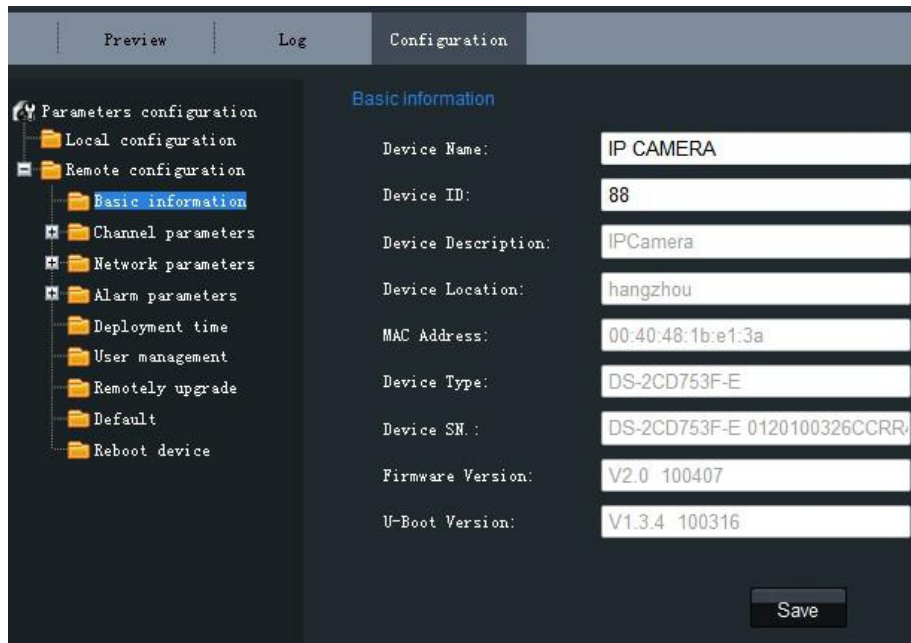 Preview Log Configuration
Parameters configuration
Local configuration
Remote configuration
Basic information
Channel parameters
Network parameters
Alarm parameters
Deployment time
User management
Remotely upgrade
Default
Reboot device
Basic information
Device Name: IP CAMERA
Device ID: 88
Device Description: IPCamera
Device Location: hangzhou
MAC Address: 00:40:48:1b:e1:3a
Device Type: DS-2CD753F-E
Device SN.: DS-2CD753F-E 0120100326CCRR
Firmware Version: V2.0 100407
U-Boot Version: V1.3.4 100316
Save